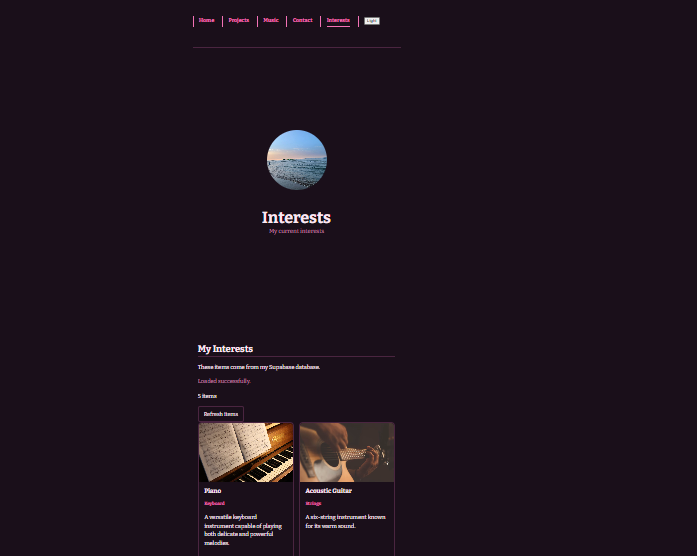 Home Projects Music Contact Interests Light
Interests
My current interests
My Interests
These items come from my Supabase database.
Loaded successfully.
5 items
Refresh items
Piano
Keyboard
A versatile keyboard
instrument capable of playing
both delicate and powerful
melodies.
Acoustic Guitar
Strings
A six-string instrument known
for its warm sound.